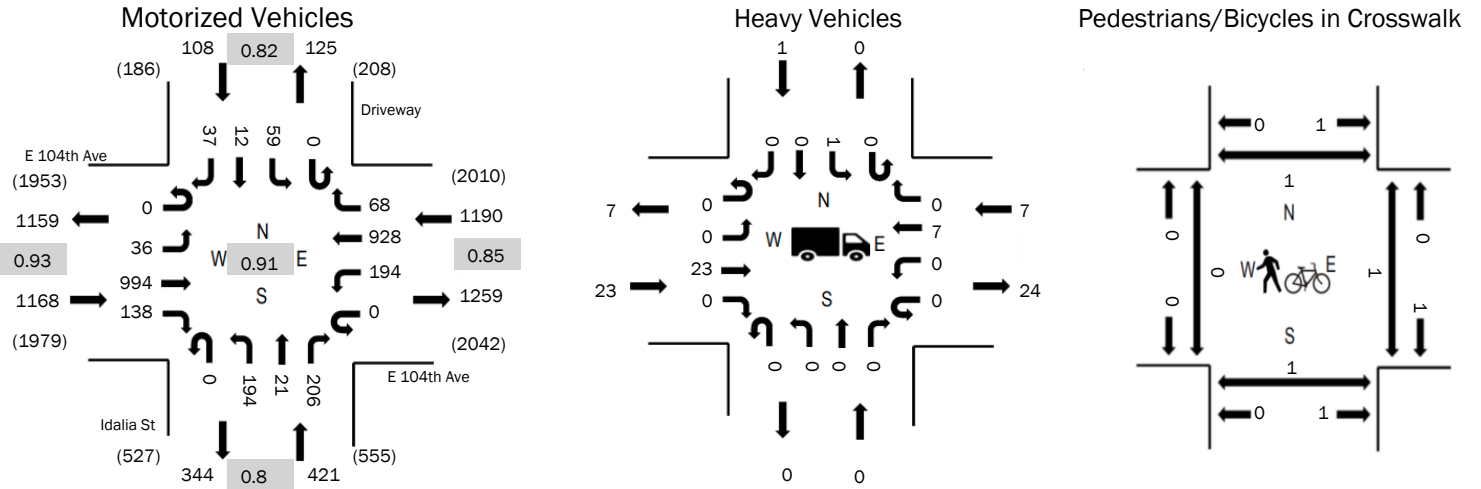 Motorized Vehicles
108 0.82 125
(186) (208)
Driveway
37 12 59 0
E 104th Ave
(1953) (2010)
0 68
1159 1190
36 N 928
0.93 W 0.91 E 0.85
994 S 194
1168 1259
138 0
(1979) (2042)
0 194 21 206
E 104th Ave
Idalia St
(527) (555)
344 0.8 421
Heavy Vehicles
1 0
0 0 1 0
0 N 0
7 7
0 W E 7
23 0
23 24
0 S 0
0 0 0 0
0 0
Pedestrians/Bicycles in Crosswalk
0 1
1
N
0 0
0 W E 1
0 1
S
1
0 1